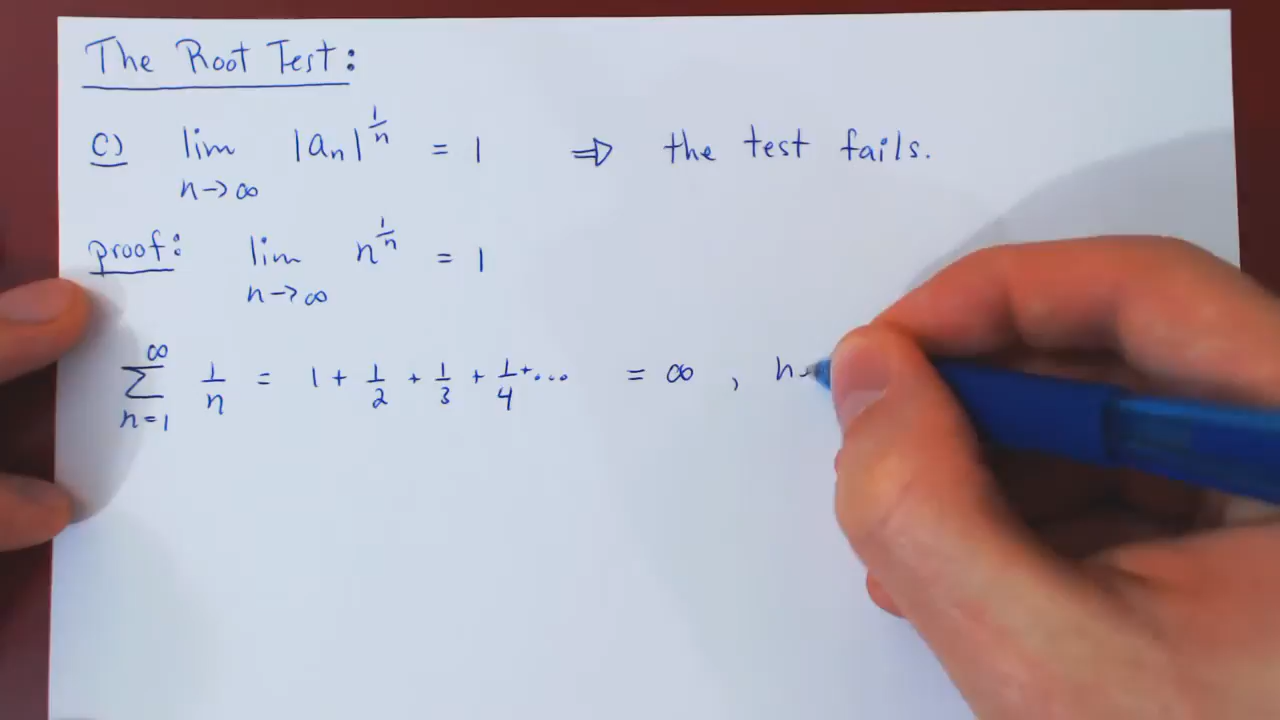 The Root Test:
c) lim n→∞ |aₙ|^(1/n) = 1 ⇒ the test fails.
proof: lim n→∞ n^(1/n) = 1
∑ n=1 ∞ 1/n = 1 + 1/2 + 1/3 + 1/4 + ... = ∞ ,